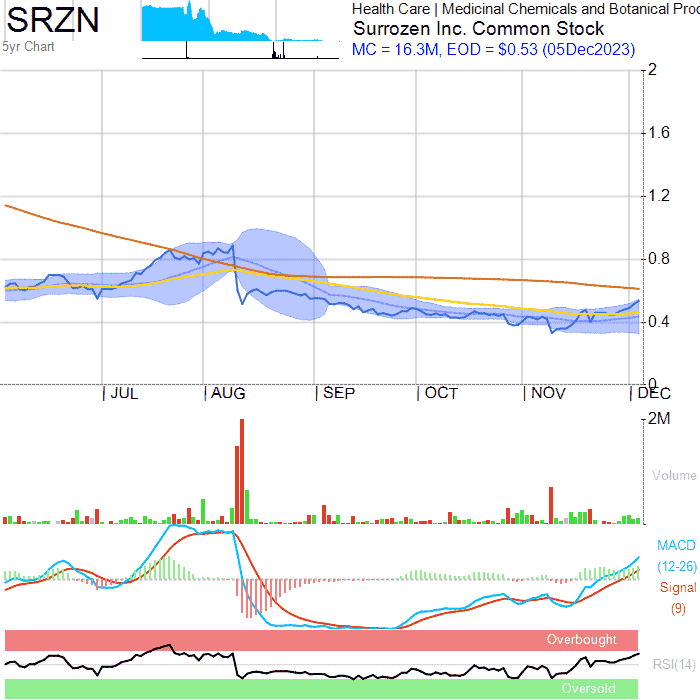 SRZN
5yr Chart
Health Care | Medicinal Chemicals and Botanical Proc
Surrozen Inc. Common Stock
MC = 16.3M, EOD = $0.53 (05Dec2023)
2
1.6
1.2
0.8
0.4
0
| JUL | AUG | SEP | OCT | NOV | DEC
2M
Volume
MACD
(12-26)
Signal
(9)
Overbought
RSI(14)
Oversold